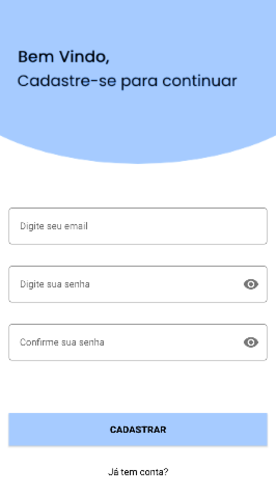 Bem Vindo,
Cadastre-se para continuar
Digite seu email
Digite sua senha
Confirme sua senha
CADASTRAR
Já tem conta?